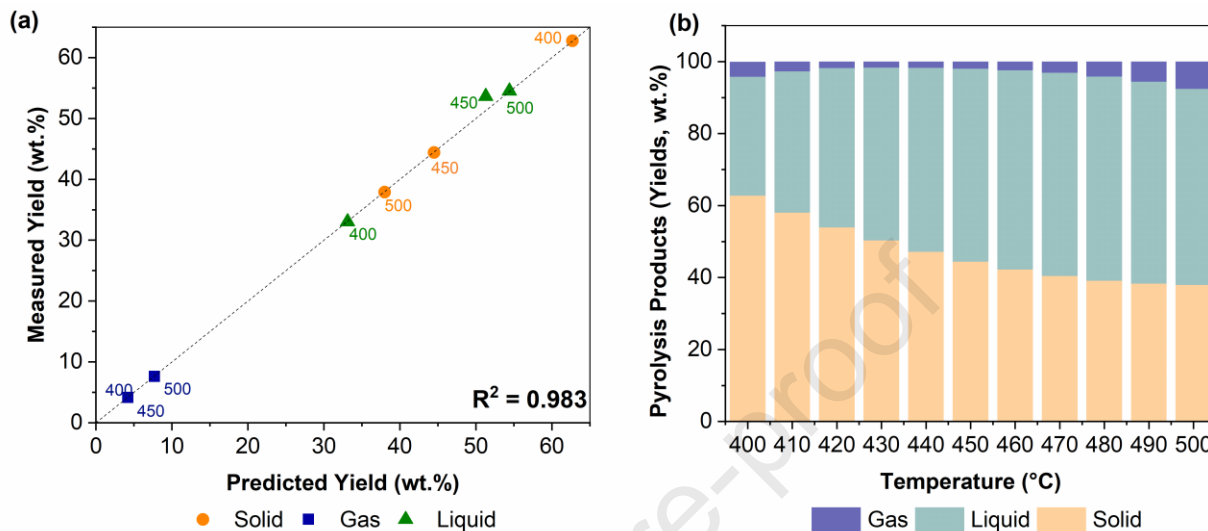 (a)
Measured Yield (wt.%)
60
50
40
30
20
10
0
400
450
500
450
500
400
400
500
450
R² = 0.983
0 10 20 30 40 50 60
Predicted Yield (wt.%)
Solid Gas Liquid
(b)
Pyrolysis Products (Yields, wt.%)
100
80
60
40
20
0
400 410 420 430 440 450 460 470 480 490 500
Temperature (°C)
Gas Liquid Solid
re-proof